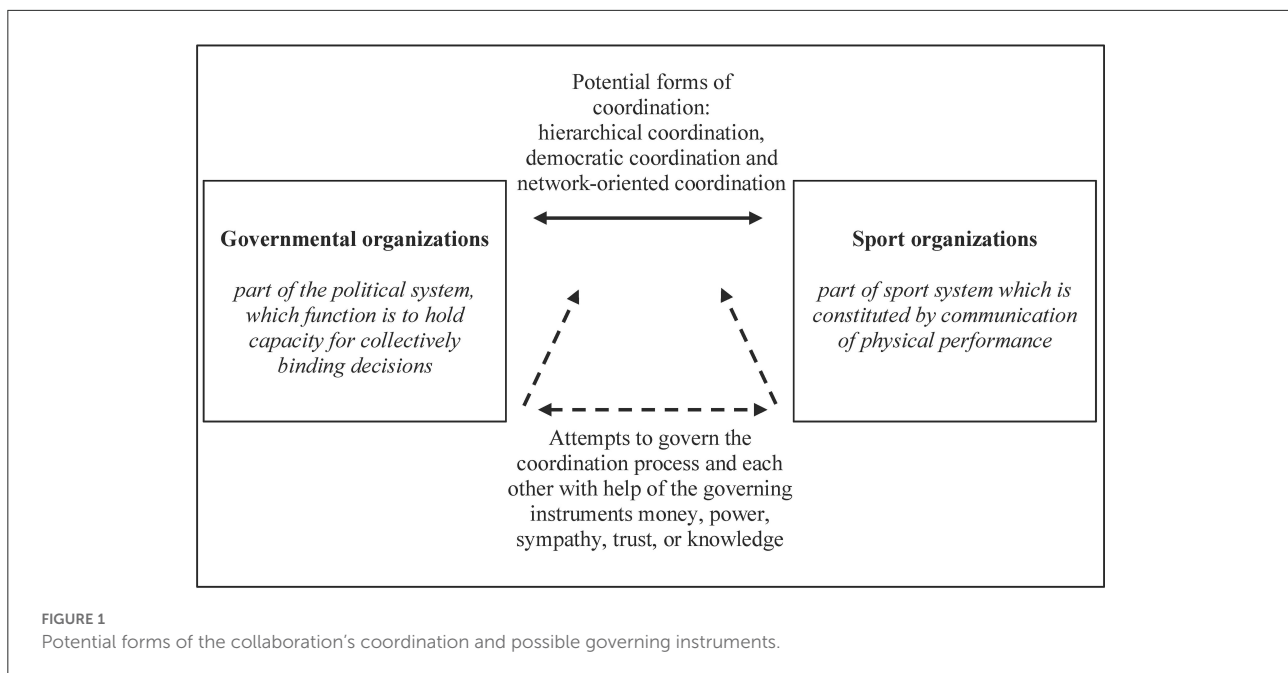 Potential forms of
coordination:
hierarchical coordination,
democratic coordination and
network-oriented coordination
Governmental organizations
part of the political system,
which function is to hold
capacity for collectively
binding decisions
Sport organizations
part of sport system which is
constituted by communication
of physical performance
Attempts to govern the
coordination process and each
other with help of the governing
instruments money, power,
sympathy, trust, or knowledge
FIGURE 1
Potential forms of the collaboration's coordination and possible governing instruments.